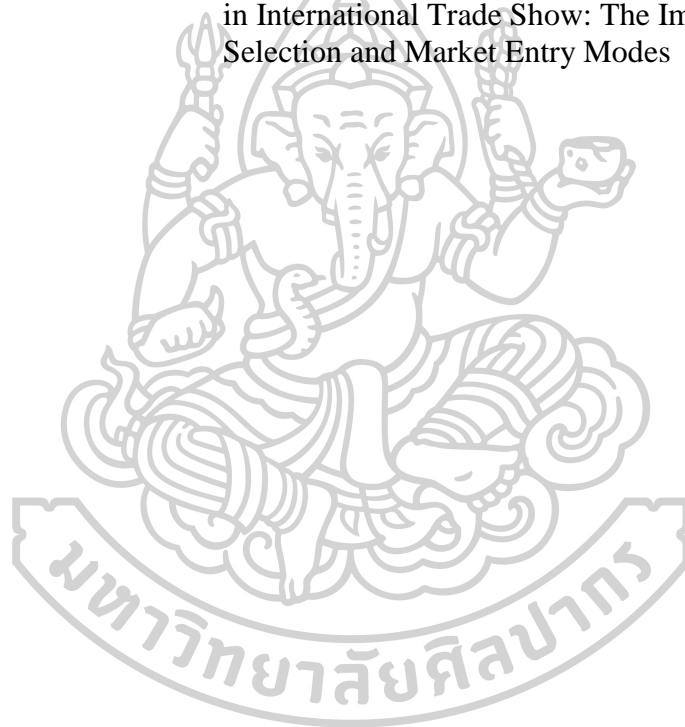 in International Trade Show: The Im
Selection and Market Entry Modes
มหาวิทยาลัยศิลปากร